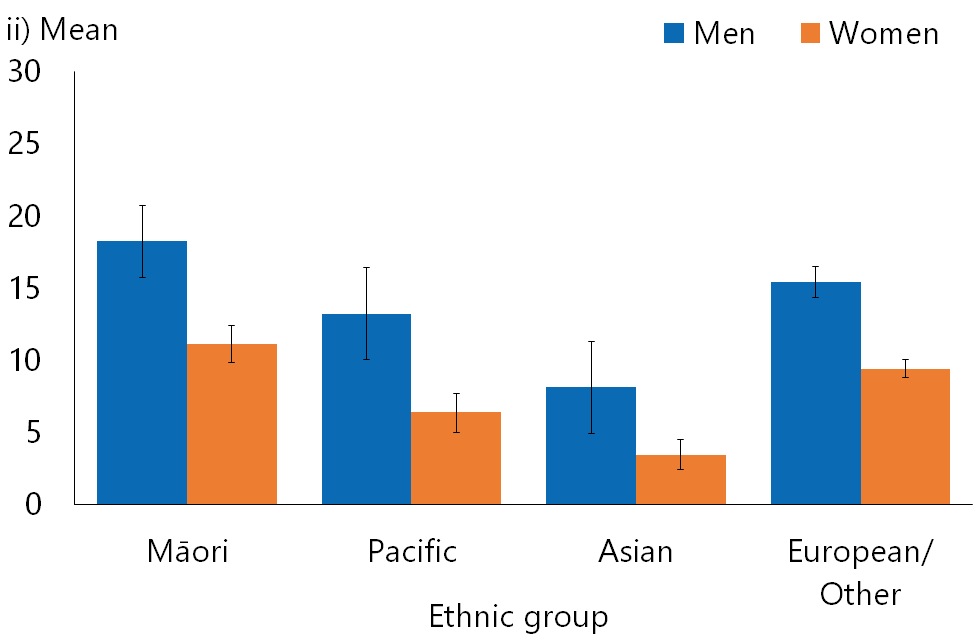 ii) Mean
Men Women
30
25
20
15
10
5
0
Māori Pacific Asian European/
Other
Ethnic group